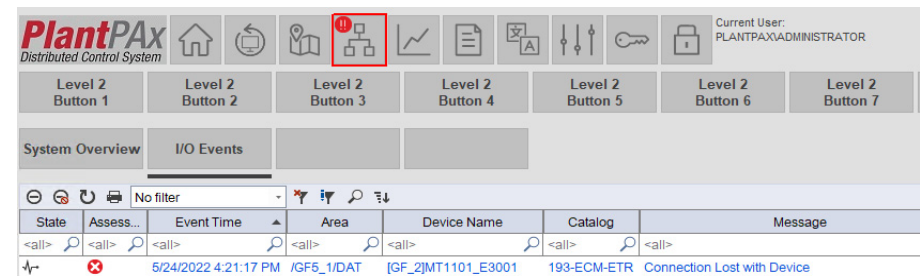 PlantPAx
Distributed Control System
Current User:
PLANTPAX\ADMINISTRATOR
Level 2 Button 1
Level 2 Button 2
Level 2 Button 3
Level 2 Button 4
Level 2 Button 5
Level 2 Button 6
Level 2 Button 7
System Overview
I/O Events
No filter
State Assess... Event Time Area Device Name Catalog Message
<all> <all> <all> <all> <all> <all> <all>
5/24/2022 4:21:17 PM /GF5_1/DAT [GF_2]MT1101_E3001 193-ECM-ETR Connection Lost with Device